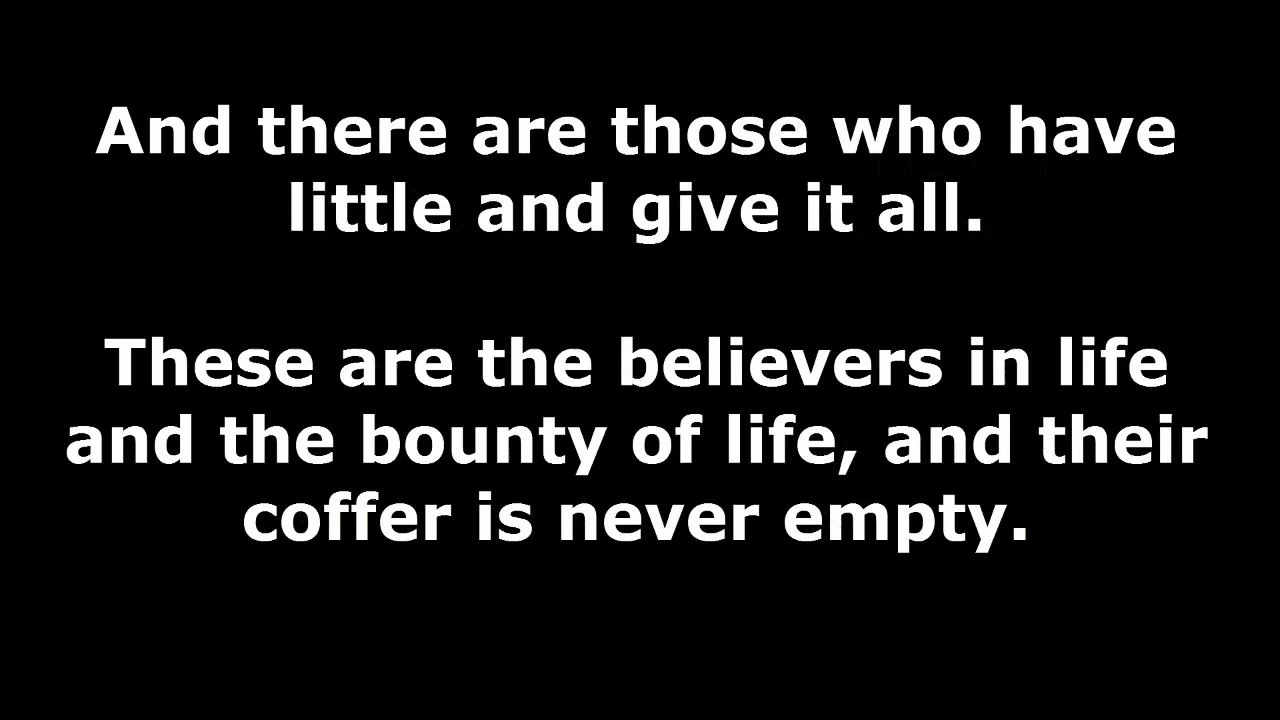 And there are those who have
little and give it all.
These are the believers in life
and the bounty of life, and their
coffer is never empty.